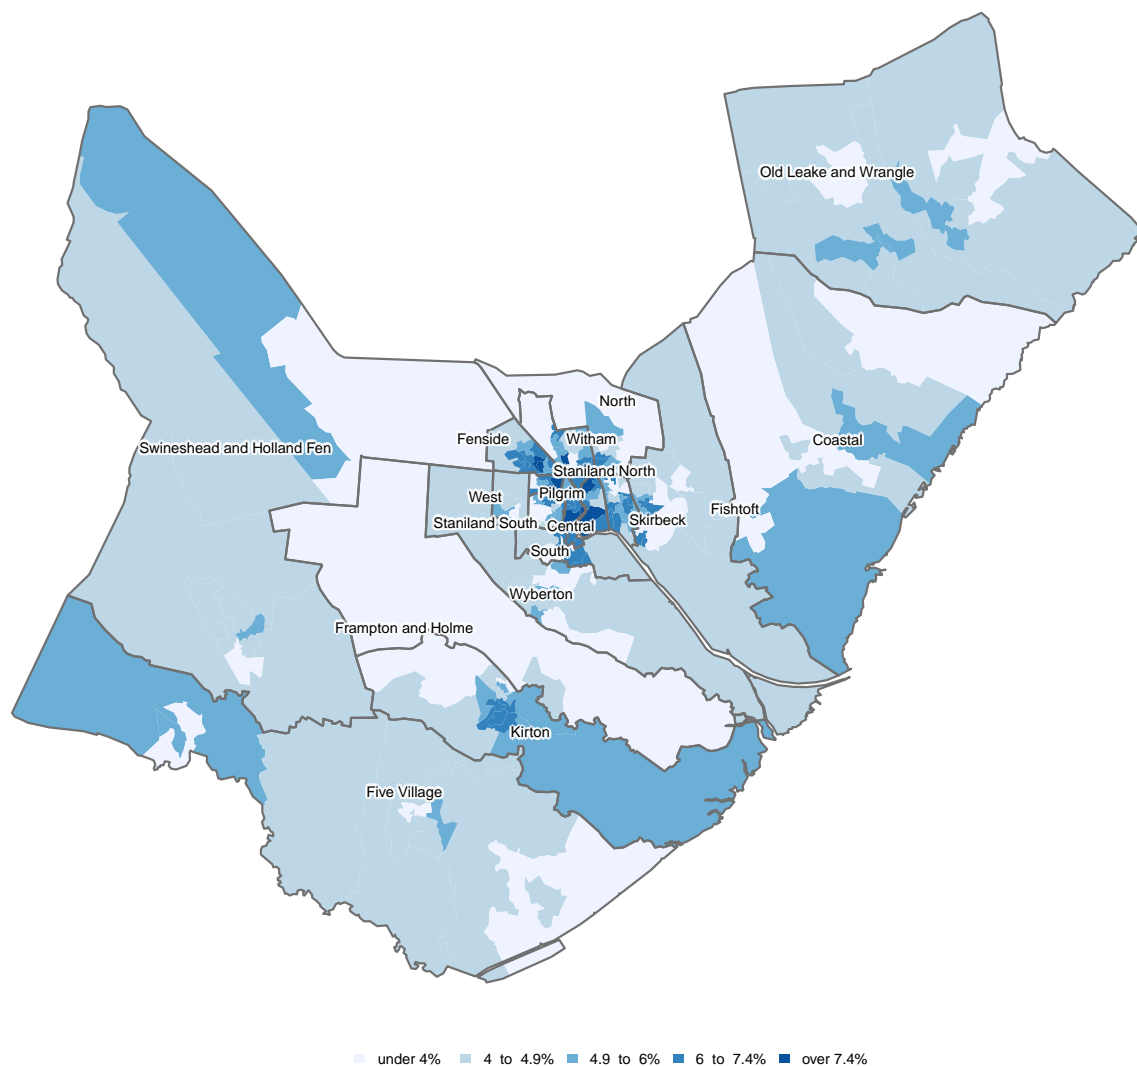 Old Leake and Wrangle
North
Fenside
Witham
Coastal
Swineshead and Holland Fen
Staniland North
West
Pilgrim
Fishtoft
Staniland South
Central
Skirbeck
South
Wyberton
Frampton and Holme
Kirton
Five Village
under 4% 4 to 4.9% 4.9 to 6% 6 to 7.4% over 7.4%